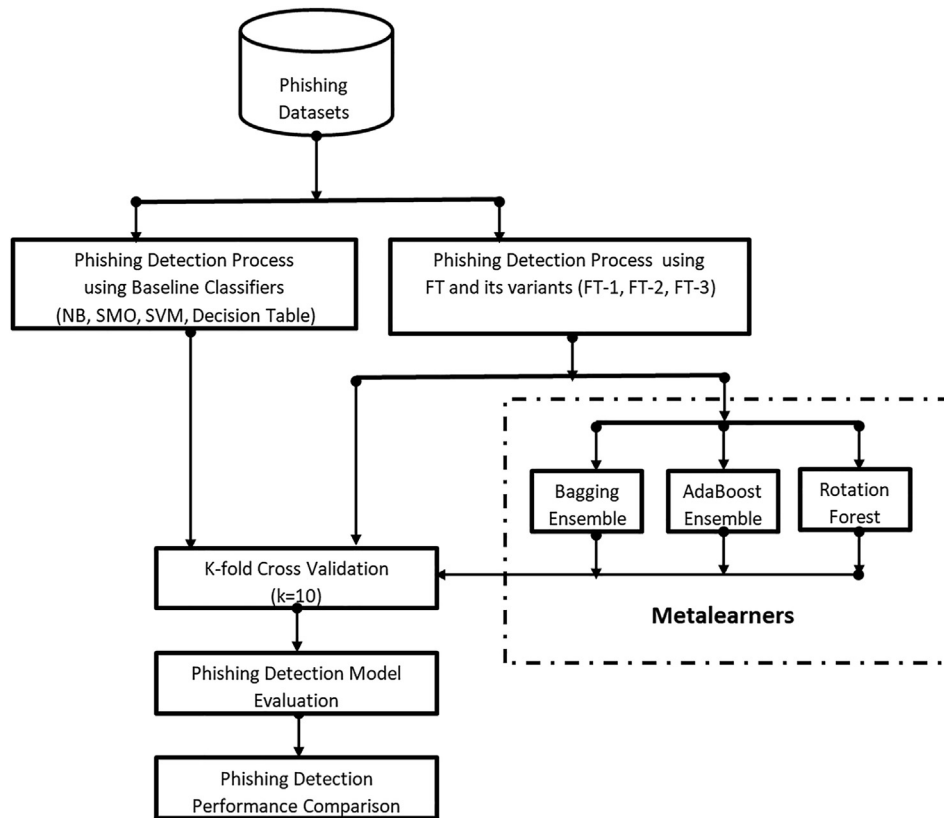 Phishing
Datasets
Phishing Detection Process
using Baseline Classifiers
(NB, SMO, SVM, Decision Table)
Phishing Detection Process using
FT and its variants (FT-1, FT-2, FT-3)
Bagging
Ensemble
AdaBoost
Ensemble
Rotation
Forest
Metalearners
K-fold Cross Validation
(k=10)
Phishing Detection Model
Evaluation
Phishing Detection
Performance Comparison